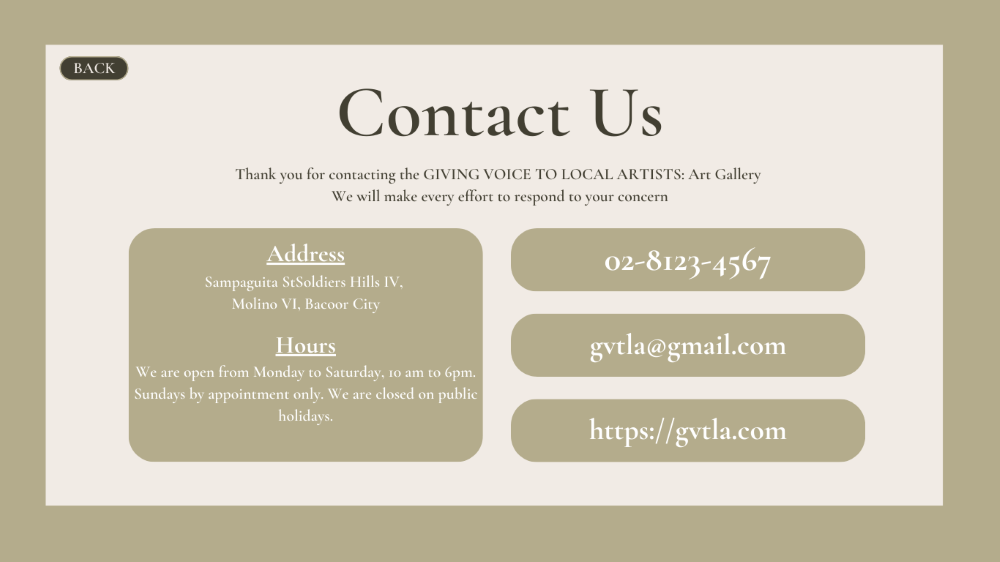 BACK
Contact Us
Thank you for contacting the GIVING VOICE TO LOCAL ARTISTS: Art Gallery
We will make every effort to respond to your concern
Address
Sampaguita StSoldiers Hills IV,
Molino VI, Bacoor City
Hours
We are open from Monday to Saturday, 10 am to 6pm.
Sundays by appointment only. We are closed on public
holidays.
02-8123-4567
gvtla@gmail.com
https://gvtla.com